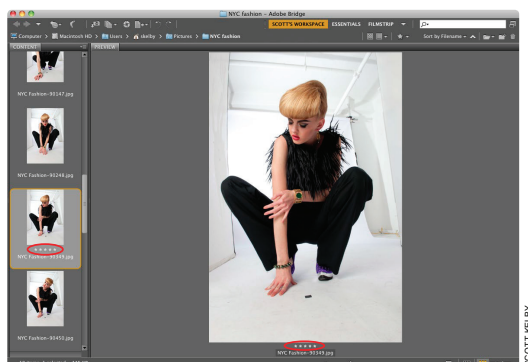 NYC fashion – Adobe Bridge
SCOTT'S WORKSPACE ESSENTIALS FILMSTRIP
Computer > Macintosh HD > Users > skelby > Pictures > NYC fashion
Sort by Filename
CONTENT
PREVIEW
NYC Fashion-90147.jpg
NYC Fashion-90248.jpg
★★★★★
NYC Fashion-90349.jpg
NYC Fashion-90450.jpg
★★★★★
NYC Fashion-90349.jpg
SCOTT KELBY